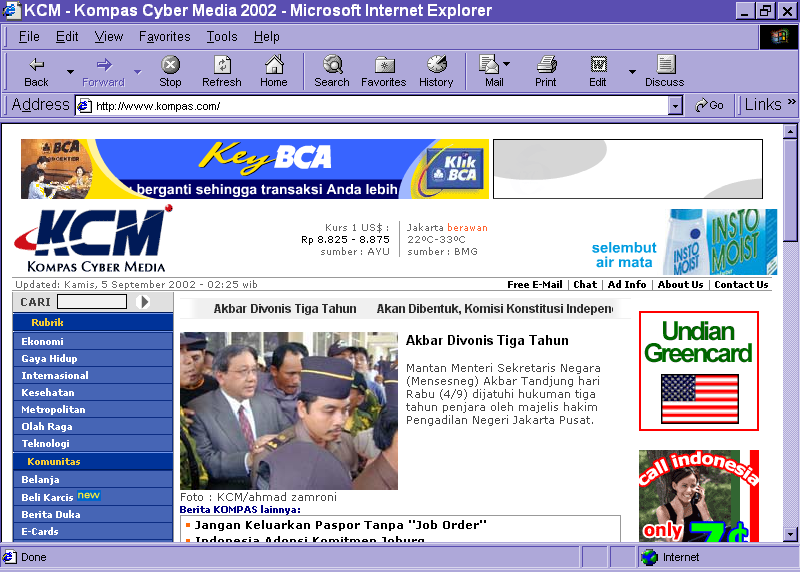 KCM - Kompas Cyber Media 2002 - Microsoft Internet Explorer
File Edit View Favorites Tools Help
Back Forward Stop Refresh Home Search Favorites History Mail Print Edit Discuss
Address http://www.kompas.com/ Go Links »
BCA
KeyBCA
Klik BCA
berganti sehingga transaksi Anda lebih
KCM
KOMPAS CYBER MEDIA
Kurs 1 US$ :
Rp 8.825 - 8.875
sumber : AYU
Jakarta berawan
22ºC-33ºC
sumber : BMG
selembut
air mata
INSTO
MOIST
INSTO
MOIST
Updated: Kamis, 5 September 2002 - 02:25 wib
Free E-Mail | Chat | Ad Info | About Us | Contact Us
CARI
Akbar Divonis Tiga Tahun Akan Dibentuk, Komisi Konstitusi Indepen
Rubrik
Ekonomi
Gaya Hidup
Internasional
Kesehatan
Metropolitan
Olah Raga
Teknologi
Komunitas
Belanja
Beli Karcis new
Berita Duka
E-Cards
Akbar Divonis Tiga Tahun
Mantan Menteri Sekretaris Negara
(Mensesneg) Akbar Tandjung hari
Rabu (4/9) dijatuhi hukuman tiga
tahun penjara oleh majelis hakim
Pengadilan Negeri Jakarta Pusat.
Foto : KCM/ahmad zamroni
Berita KOMPAS lainnya:
Jangan Keluarkan Paspor Tanpa "Job Order"
Indonesia Adopsi Komitmen Joburg
Undian
Greencard
call indonesia
only 7¢
Done
Internet